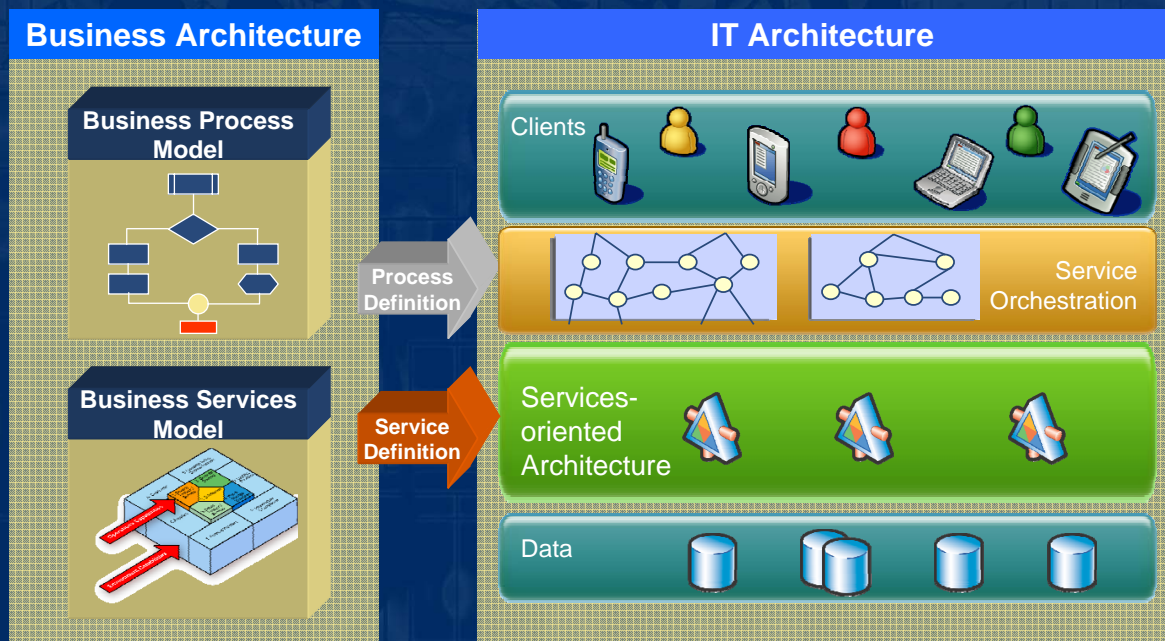 Business Architecture
IT Architecture
Business Process
Model
Business Services
Model
Process
Definition
Service
Definition
Clients
Service
Orchestration
Services-
oriented
Architecture
Data